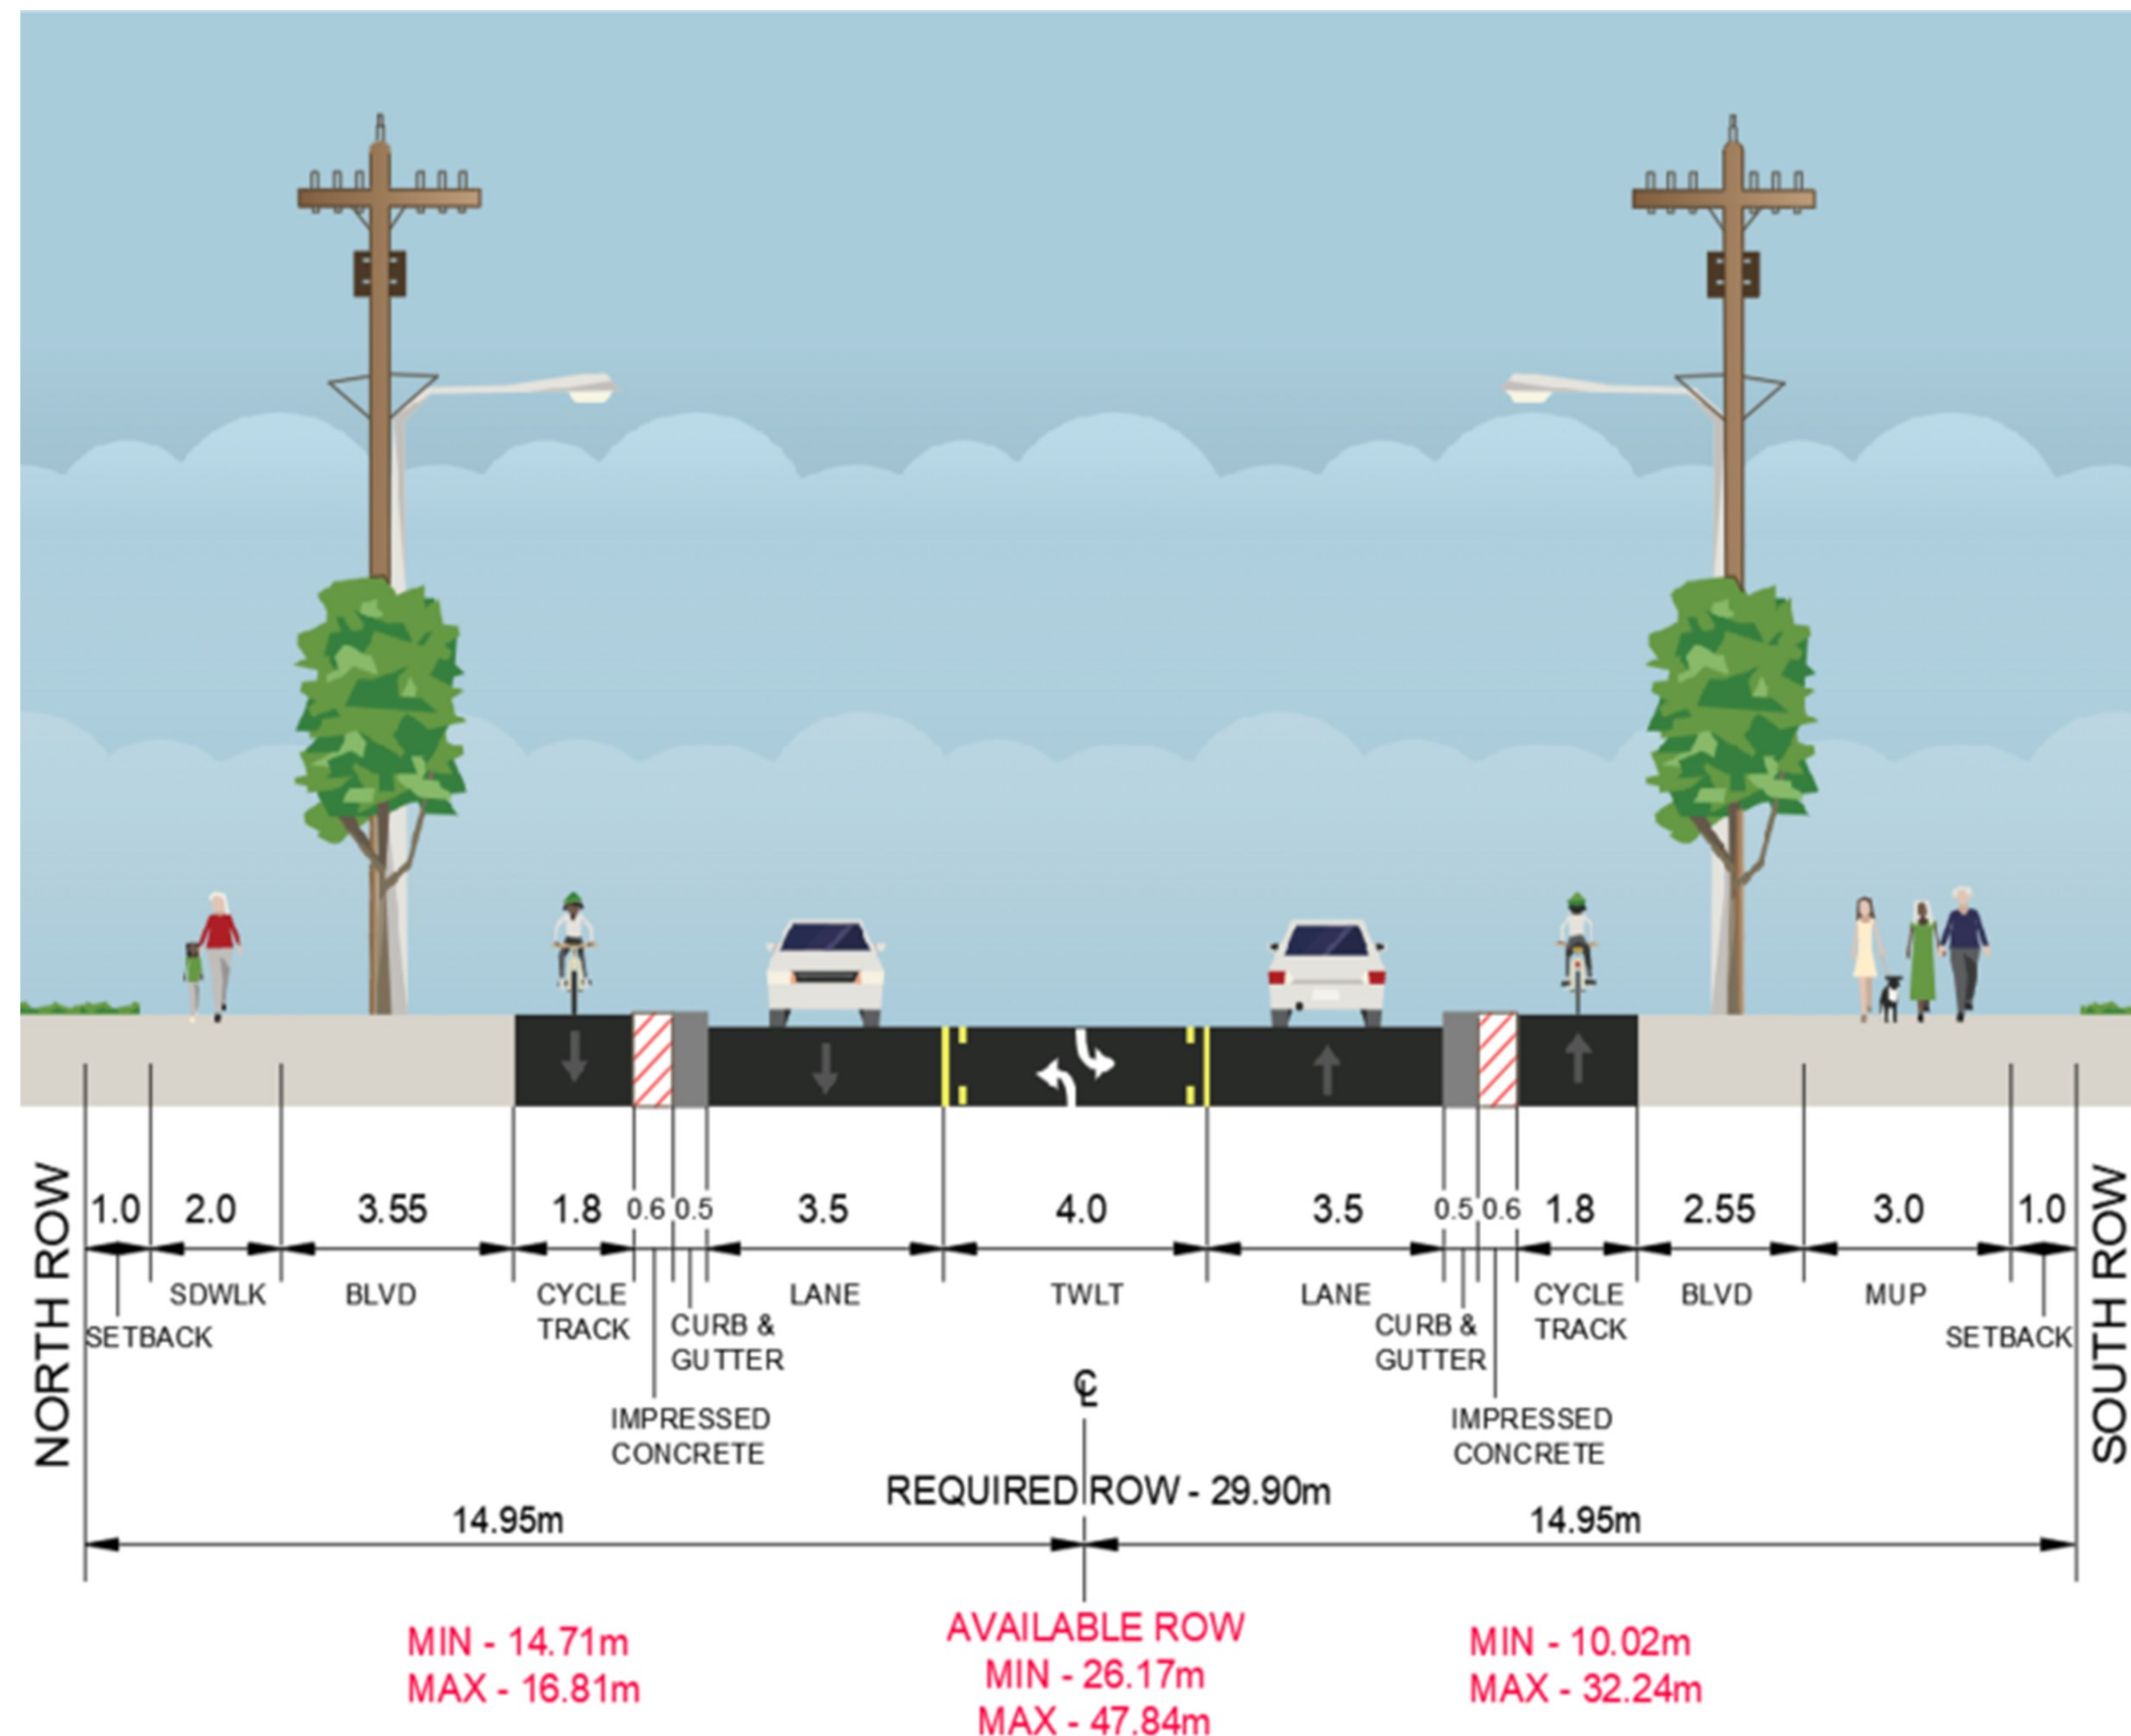 NORTH ROW
1.0 2.0 3.55 1.8 0.6 0.5 3.5 4.0 3.5 0.5 0.6 1.8 2.55 3.0 1.0
SOUTH ROW
SDWLK BLVD CYCLE LANE TWLT LANE CYCLE BLVD MUP
TRACK TRACK
SETBACK CURB & CURB & SETBACK
GUTTER GUTTER
℄
IMPRESSED IMPRESSED
CONCRETE CONCRETE
REQUIRED ROW - 29.90m
14.95m 14.95m
AVAILABLE ROW
MIN - 14.71m MIN - 26.17m MIN - 10.02m
MAX - 16.81m MAX - 47.84m MAX - 32.24m